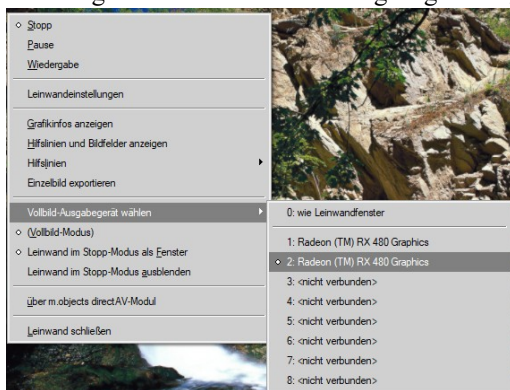 Stopp
Pause
Wiedergabe
Leinwandeinstellungen
Grafikinfos anzeigen
Hilfslinien und Bildfelder anzeigen
Hilfslinien
Einzelbild exportieren
Vollbild-Ausgabegerät wählen
(Vollbild-Modus)
Leinwand im Stopp-Modus als Fenster
Leinwand im Stopp-Modus ausblenden
über m.objects directAV-Modul
Leinwand schließen
0: wie Leinwandfenster
1: Radeon (TM) RX 480 Graphics
2: Radeon (TM) RX 480 Graphics
3: <nicht verbunden>
4: <nicht verbunden>
5: <nicht verbunden>
6: <nicht verbunden>
7: <nicht verbunden>
8: <nicht verbunden>